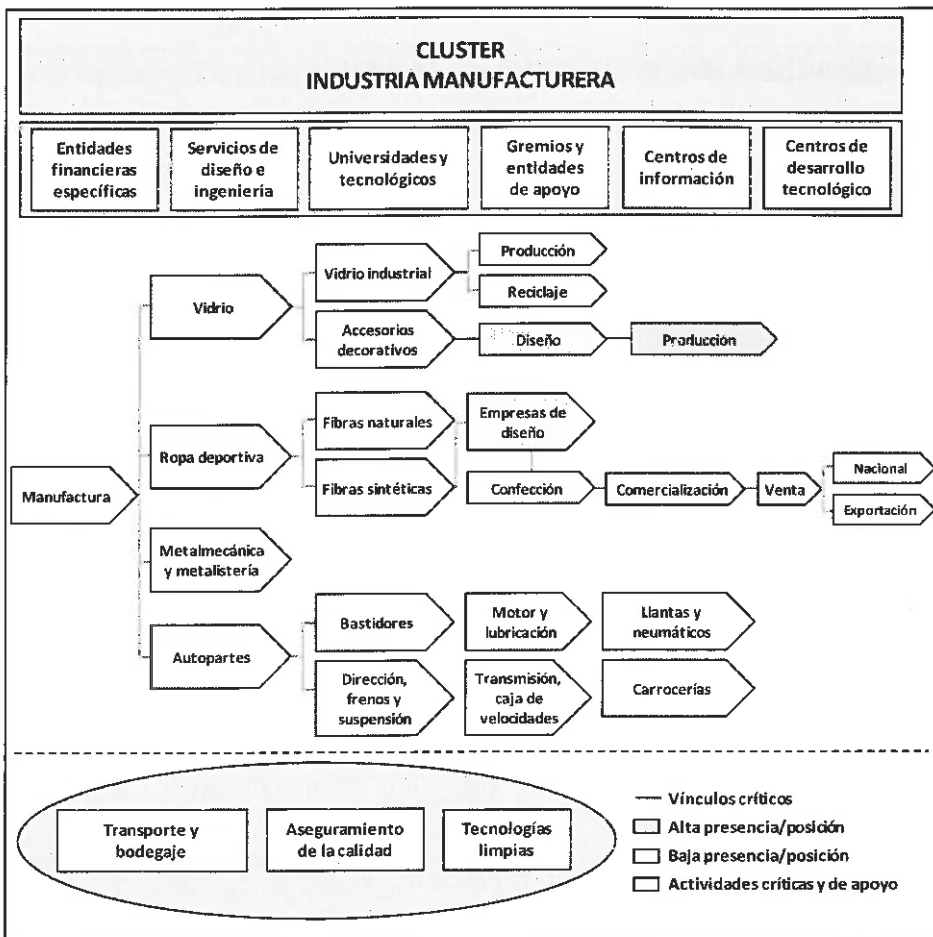 CLUSTER
INDUSTRIA MANUFACTURERA
Entidades
financieras
específicas
Servicios de
diseño e
ingeniería
Universidades y
tecnológicos
Gremios y
entidades
de apoyo
Centros de
información
Centros de
desarrollo
tecnológico
Manufactura
Vidrio
Vidrio industrial
Producción
Reciclaje
Accesorios
decorativos
Diseño
Producción
Ropa deportiva
Fibras naturales
Fibras sintéticas
Empresas de
diseño
Confección
Comercialización
Venta
Nacional
Exportación
Metalmecánica
y metalistería
Autopartes
Bastidores
Motor y
lubricación
Llantas y
neumáticos
Dirección,
frenos y
suspensión
Transmisión,
caja de
velocidades
Carrocerías
Transporte y
bodegaje
Aseguramiento
de la calidad
Tecnologías
limpias
Vínculos críticos
Alta presencia/posición
Baja presencia/posición
Actividades críticas y de apoyo